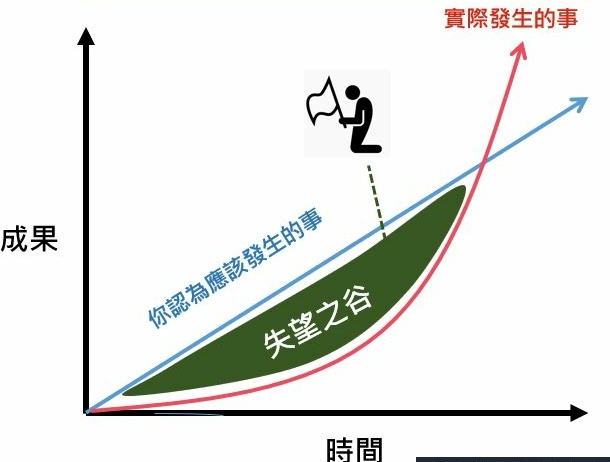 實際發生的事
成果
你認為應該發生的事
失望之谷
時間